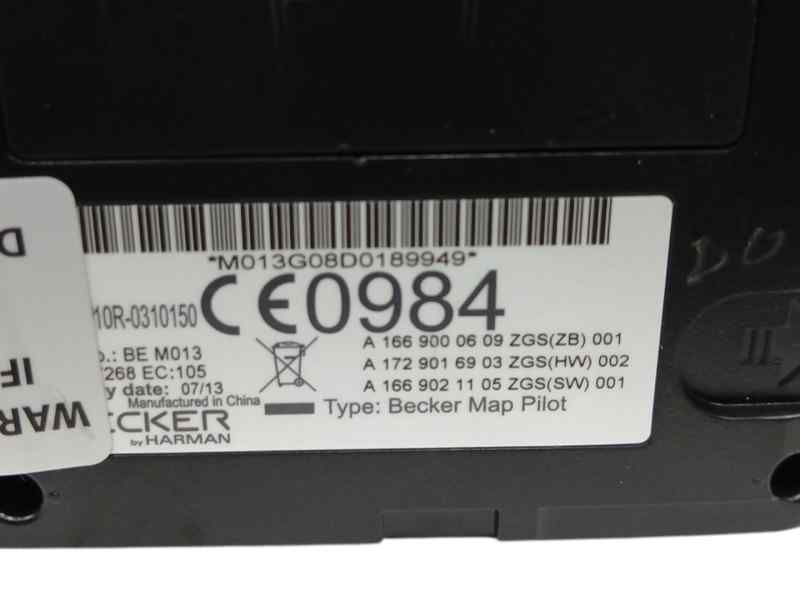 *M013G08D0189949*
10R-0310150 CE0984
.: BE M013
268 EC:105
y date: 07/13
Manufactured in China
ECKER
by HARMAN
A 166 900 06 09 ZGS(ZB) 001
A 172 901 69 03 ZGS(HW) 002
A 166 902 11 05 ZGS(SW) 001
Type: Becker Map Pilot
D
IF
WAR